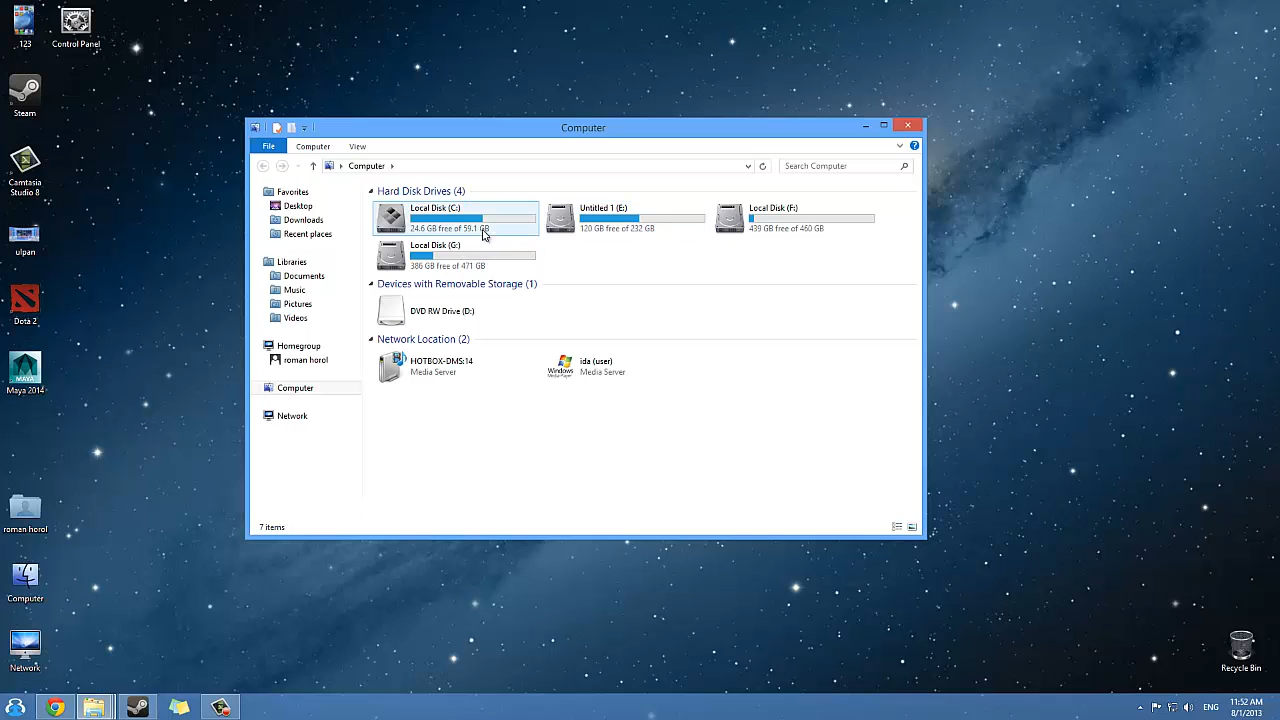 123
Control Panel
Steam
Camtasia
Studio 8
ulpan
Dota 2
Maya 2014
roman horol
Computer
Network
Computer
File
Computer
View
Computer
Search Computer
Favorites
Desktop
Downloads
Recent places
Libraries
Documents
Music
Pictures
Videos
Homegroup
roman horol
Computer
Network
Hard Disk Drives (4)
Local Disk (C:)
24.6 GB free of 59.1 GB
Untitled 1 (E:)
120 GB free of 232 GB
Local Disk (F:)
439 GB free of 460 GB
Local Disk (G:)
386 GB free of 471 GB
Devices with Removable Storage (1)
DVD RW Drive (D:)
Network Location (2)
HOTBOX-DMS:14
Media Server
ida (user)
Media Server
Windows
7 items
Recycle Bin
ENG
11:52 AM
8/1/2013